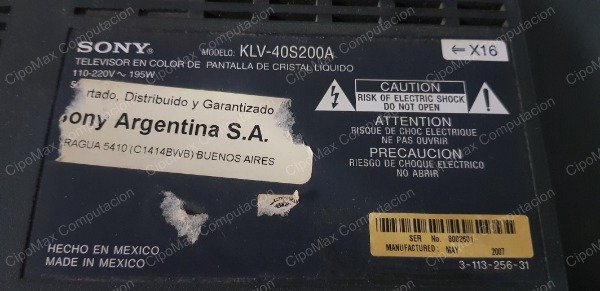 SONY® MODELO: KLV-40S200A
⇐ X16
TELEVISOR EN COLOR DE PANTALLA DE CRISTAL LÍQUIDO
110-220V ~ 195W
rtado, Distribuido y Garantizado
ony Argentina S.A.
RAGUA 5410 (C1414BWB) BUENOS AIRES
CAUTION
RISK OF ELECTRIC SHOCK
DO NOT OPEN
ATTENTION
RISQUE DE CHOC ELECTRIQUE
NE PAS OUVRIR
PRECAUCION
RIESGO DE CHOQUE ELECTRICO
NO ABRIR
HECHO EN MEXICO
MADE IN MEXICO
SER No. 8002501
MANUFACTURED: MAY 2007
3-113-256-31
CipoMax Computacion